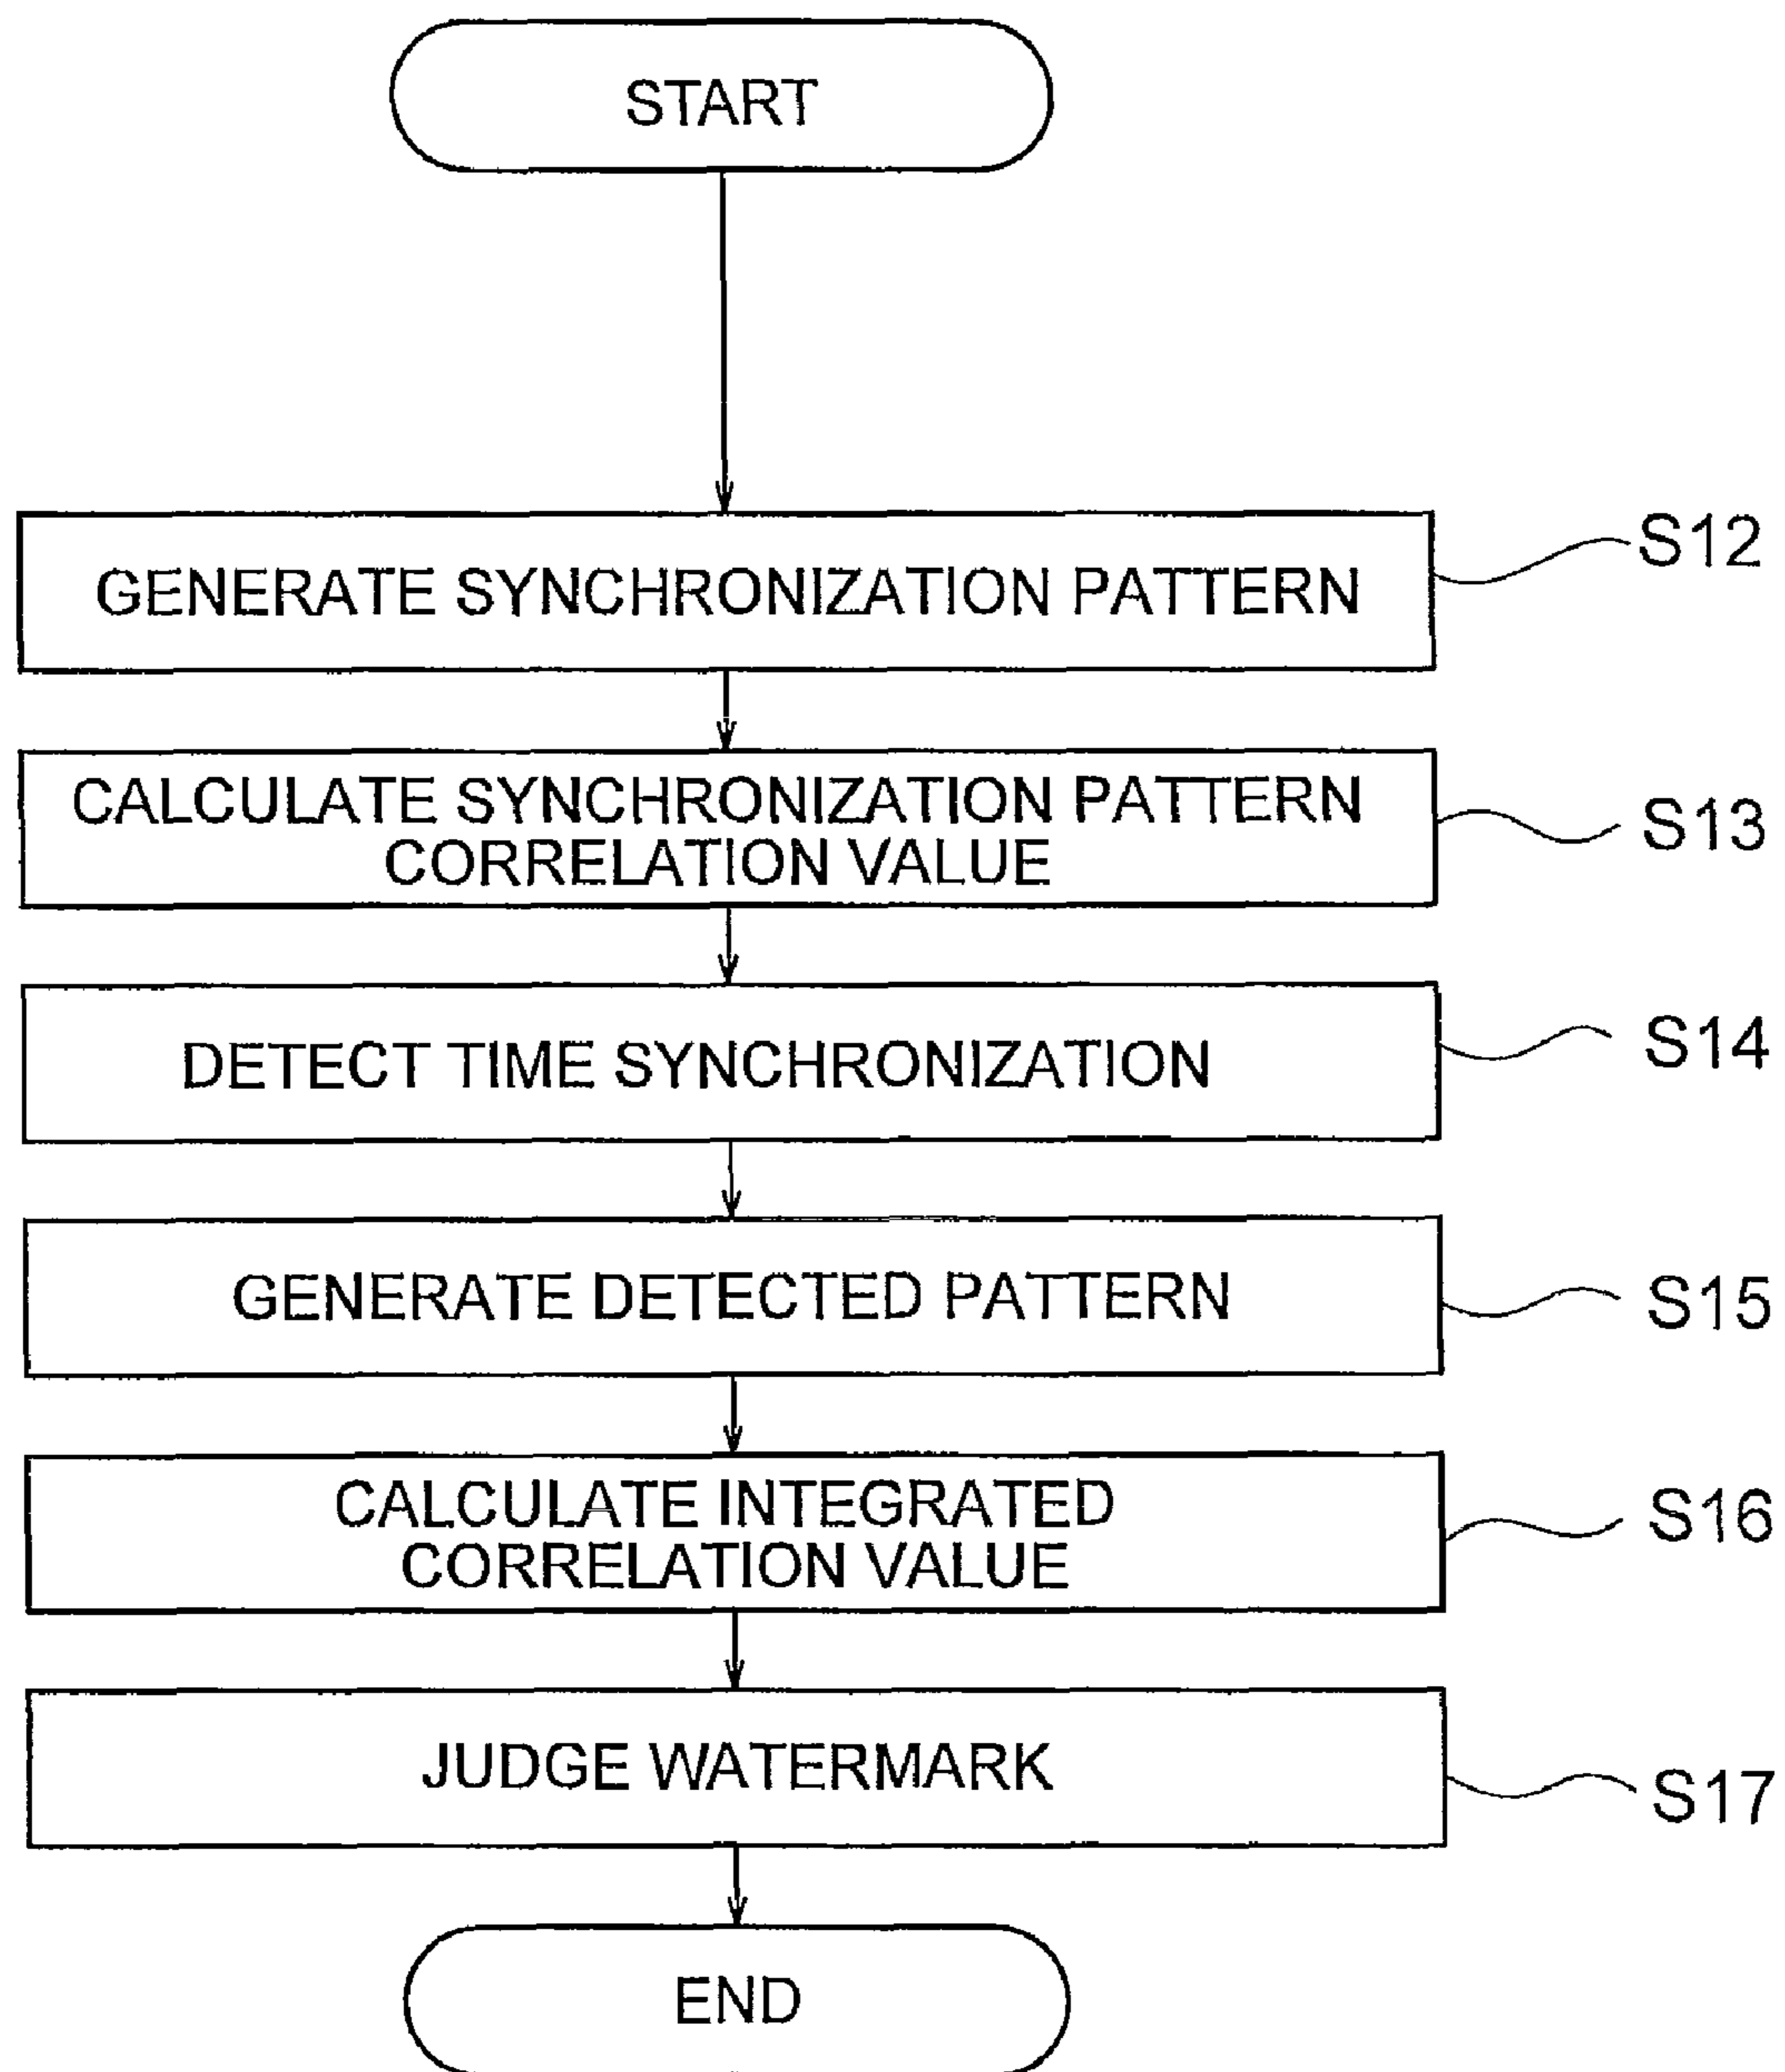 START
GENERATE SYNCHRONIZATION PATTERN
S12
CALCULATE SYNCHRONIZATION PATTERN
CORRELATION VALUE
S13
DETECT TIME SYNCHRONIZATION
S14
GENERATE DETECTED PATTERN
S15
CALCULATE INTEGRATED
CORRELATION VALUE
S16
JUDGE WATERMARK
S17
END